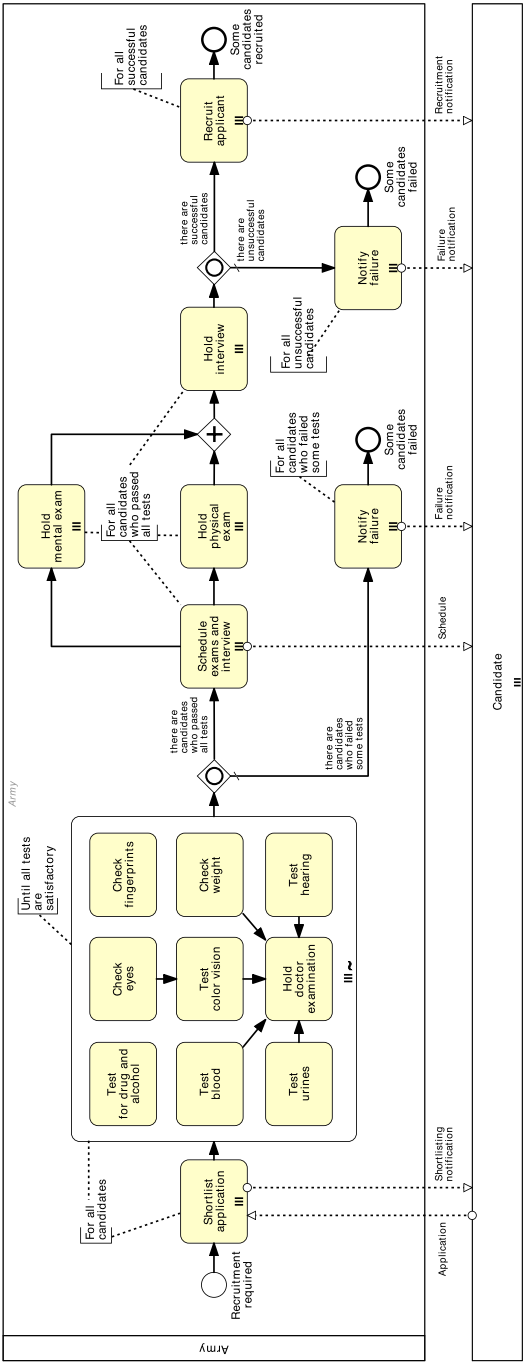 Army
Army
Recruitment
required
Shortlist
application
For all
candidates
Application
Shortlisting
notification
Until all tests
are
satisfactory
Test
for drug and
alcohol
Check
eyes
Check
fingerprints
Test
blood
Test
color vision
Check
weight
Test
urines
Hold
doctor
examination
Test
hearing
there are
candidates
who passed
all tests
there are
candidates
who failed
some tests
Schedule
exams and
interview
Schedule
Hold
mental exam
For all
candidates
who passed
all tests
Hold
physical
exam
Notify
failure
For all
candidates
who failed
some tests
Some
candidates
failed
Failure
notification
Hold
interview
there are
successful
candidates
there are
unsuccessful
candidates
For all
unsuccessful
candidates
Notify
failure
Some
candidates
failed
Failure
notification
Recruit
applicant
For all
successful
candidates
Some
candidates
recruited
Recruitment
notification
Candidate